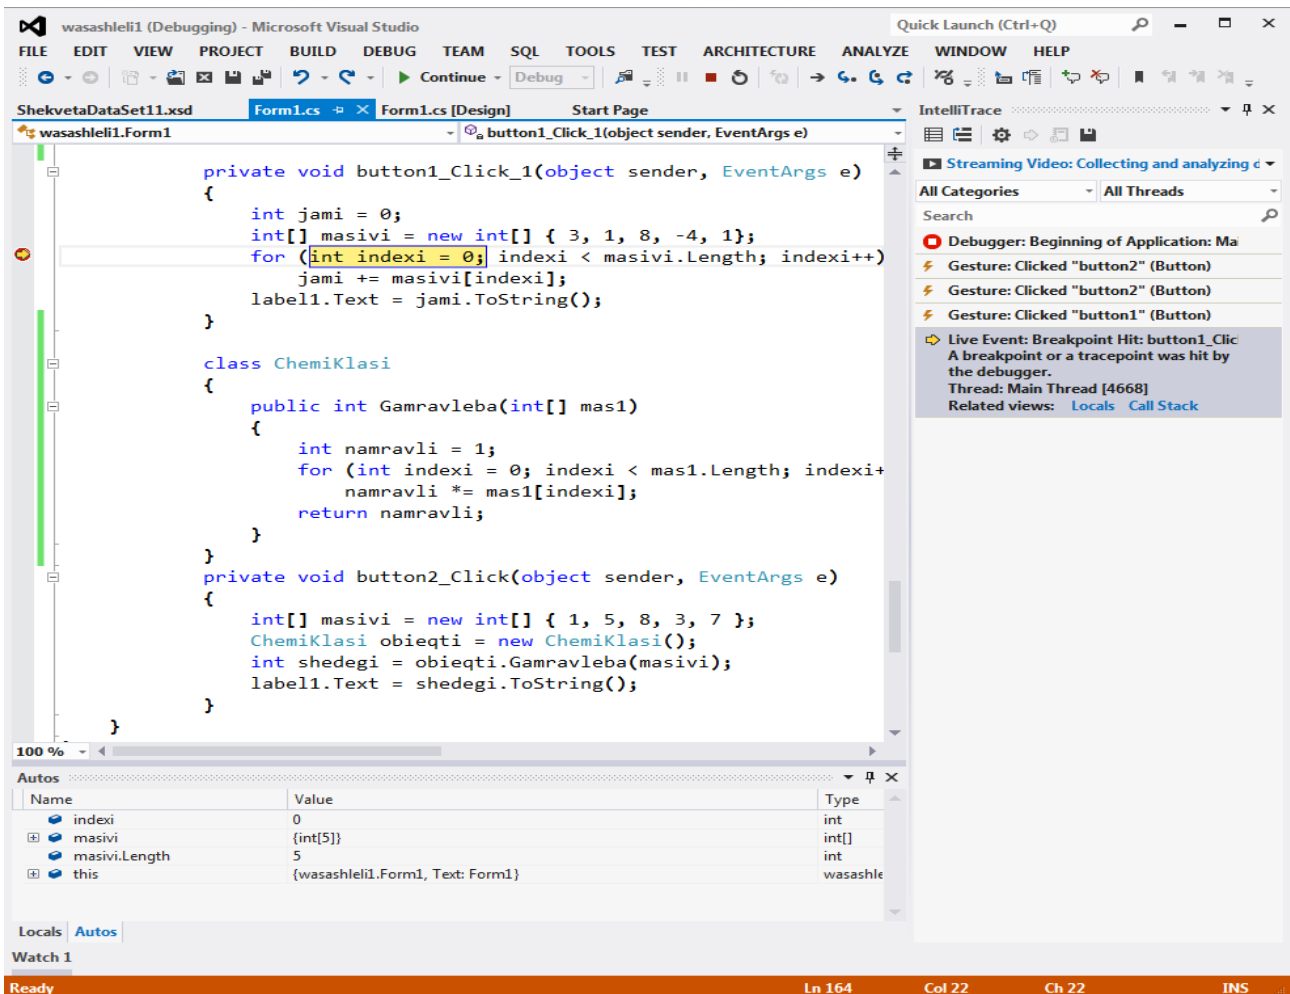 wasashleli1 (Debugging) - Microsoft Visual Studio
Quick Launch (Ctrl+Q)
FILE EDIT VIEW PROJECT BUILD DEBUG TEAM SQL TOOLS TEST ARCHITECTURE ANALYZE WINDOW HELP
Continue Debug
ShekvetaDataSet11.xsd Form1.cs Form1.cs [Design] Start Page
wasashleli1.Form1 button1_Click_1(object sender, EventArgs e)
private void button1_Click_1(object sender, EventArgs e)
{
int jami = 0;
int[] masivi = new int[] { 3, 1, 8, -4, 1};
for (int indexi = 0; indexi < masivi.Length; indexi++)
jami += masivi[indexi];
label1.Text = jami.ToString();
}
class ChemiKlasi
{
public int Gamravleba(int[] mas1)
{
int namravli = 1;
for (int indexi = 0; indexi < mas1.Length; indexi+
namravli *= mas1[indexi];
return namravli;
}
}
private void button2_Click(object sender, EventArgs e)
{
int[] masivi = new int[] { 1, 5, 8, 3, 7 };
ChemiKlasi obieqti = new ChemiKlasi();
int shedegi = obieqti.Gamravleba(masivi);
label1.Text = shedegi.ToString();
}
}
100 %
IntelliTrace
Streaming Video: Collecting and analyzing d
All Categories All Threads
Search
Debugger: Beginning of Application: Mai
Gesture: Clicked "button2" (Button)
Gesture: Clicked "button2" (Button)
Gesture: Clicked "button1" (Button)
Live Event: Breakpoint Hit: button1_Clic
A breakpoint or a tracepoint was hit by
the debugger.
Thread: Main Thread [4668]
Related views: Locals Call Stack
Autos
Name Value Type
indexi 0 int
masivi {int[5]} int[]
masivi.Length 5 int
this {wasashleli1.Form1, Text: Form1} wasashle
Locals Autos
Watch 1
Ready Ln 164 Col 22 Ch 22 INS